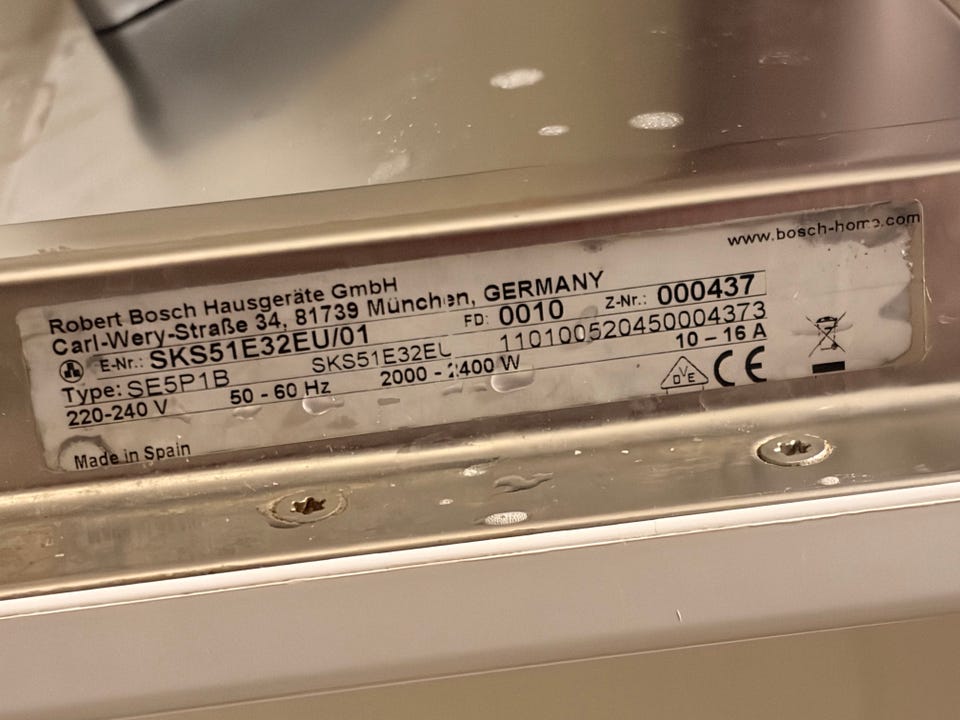 www.bosch-home.com
Robert Bosch Hausgeräte GmbH
Carl-Wery-Straße 34, 81739 München, GERMANY
E-Nr.: SKS51E32EU/01 FD: 0010 Z-Nr.: 000437
SKS51E32EU 110100520450004373
Type: SE5P1B 10 – 16 A
220-240 V 50 - 60 Hz 2000 - 2400 W
DVE CE
Made in Spain